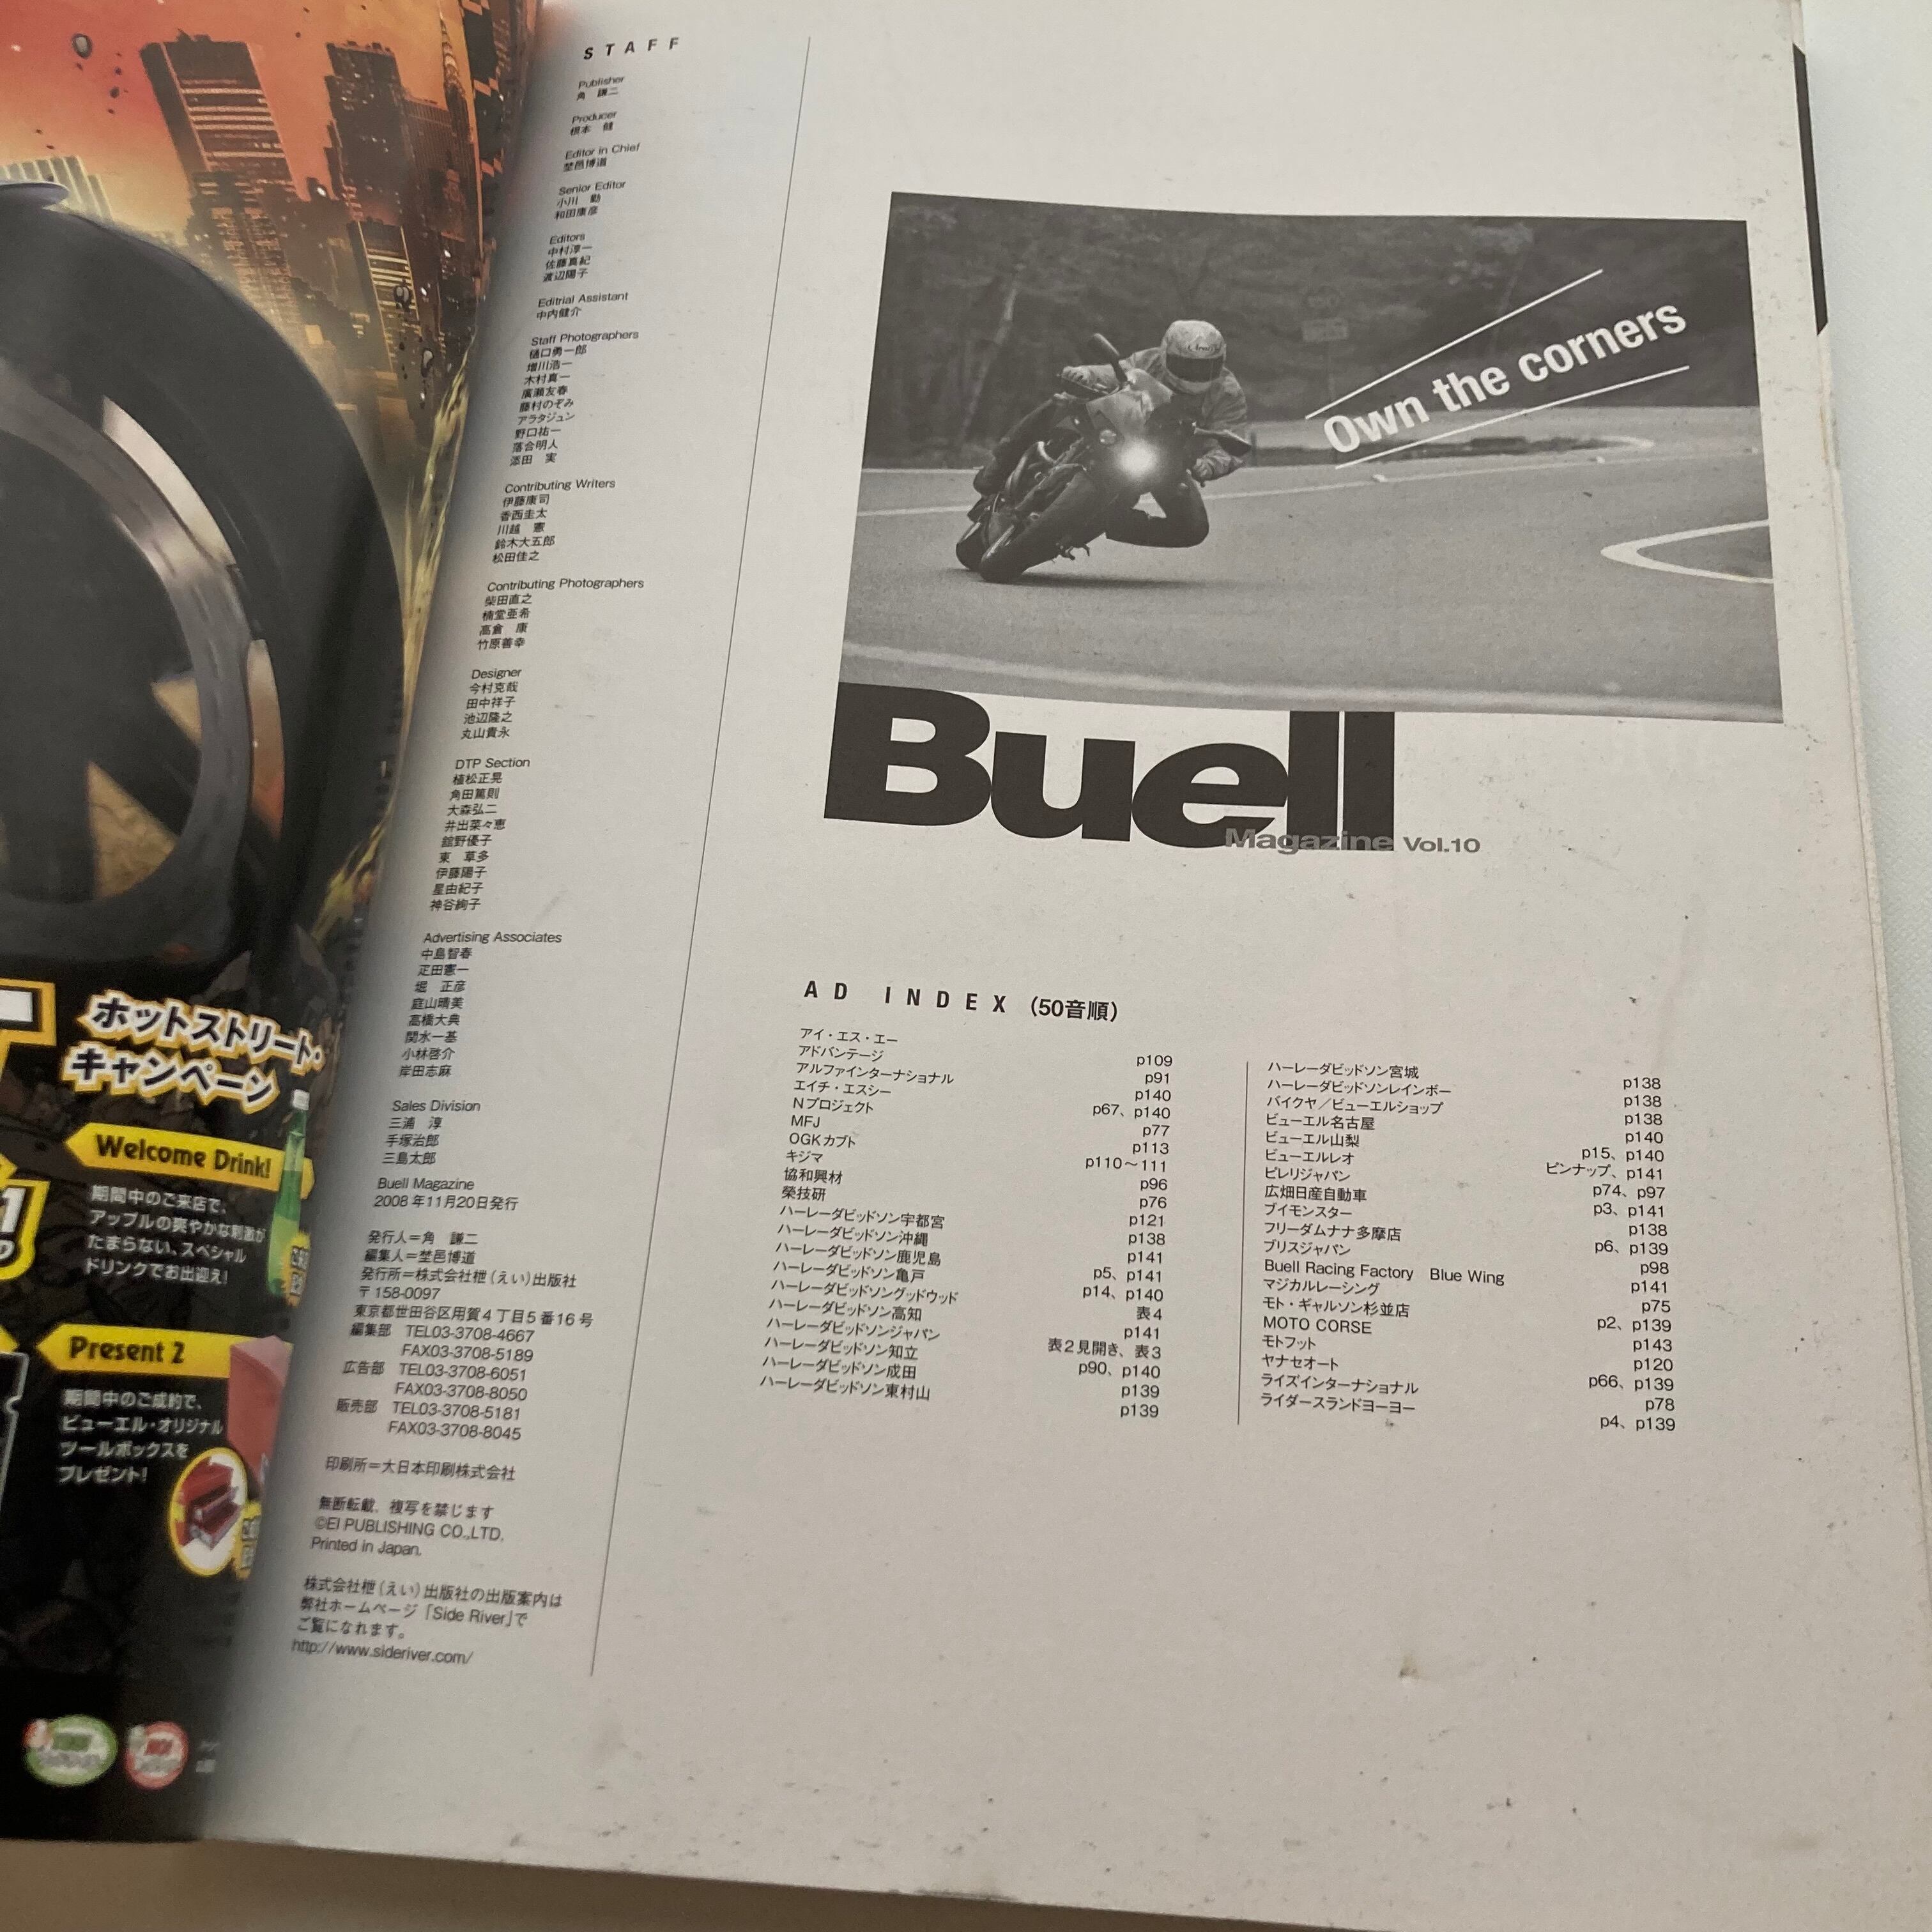 ホットストリート・
キャンペーン
Welcome Drink!
期間中のご来店で、
アップルの爽やかな刺激が
たまらない、スペシャル
ドリンクでお出迎え!
Present 2
期間中のご成約で、
ビューエル・オリジナル
ツールボックスを
プレゼント!
STAFF
Publisher
角 謙二
Producer
根本 健
Editor in Chief
埜邑博道
Senior Editor
小川 勤
和田康彦
Editors
中村淳一
佐藤真紀
渡辺陽子
Editrial Assistant
中内健介
Staff Photographers
樋口勇一郎
増川浩一
木村真一
廣瀬友春
藤村のぞみ
アラタジュン
野口祐一
落合明人
添田 実
Contributing Writers
伊藤康司
香西圭太
川越 憲
鈴木大五郎
松田佳之
Contributing Photographers
柴田直之
楠堂亜希
高倉 康
竹原善幸
Designer
今村克哉
田中祥子
池辺隆之
丸山貴永
DTP Section
植松正晃
角田篤則
大森弘二
井出菜々恵
舘野優子
東 草多
伊藤陽子
星由紀子
神谷絢子
Advertising Associates
中島智春
疋田憲一
堀 正彦
庭山晴美
高橋大典
関水一基
小林啓介
岸田志麻
Sales Division
三浦 淳
手塚治郎
三島太郎
Buell Magazine
2008年11月20日発行
発行人＝角 謙二
編集人＝埜邑博道
発行所＝株式会社枻(えい)出版社
〒158-0097
東京都世田谷区用賀4丁目5番16号
編集部 TEL03-3708-4667
FAX03-3708-5189
広告部 TEL03-3708-6051
FAX03-3708-8050
販売部 TEL03-3708-5181
FAX03-3708-8045
印刷所＝大日本印刷株式会社
無断転載、複写を禁じます
©EI PUBLISHING CO.,LTD.
Printed in Japan.
株式会社枻(えい)出版社の出版案内は
弊社ホームページ「Side River」で
ご覧になれます。
http://www.sideriver.com/
Own the corners
Arai
Buell
Magazine Vol.10
AD INDEX（50音順）
アイ・エス・エー p109
アドバンテージ p91
アルファインターナショナル p140
エイチ・エスシー p67、p140
Nプロジェクト p77
MFJ p113
OGKカブト p110～111
キジマ p96
協和興材 p76
榮技研 p121
ハーレーダビッドソン宇都宮 p138
ハーレーダビッドソン沖縄 p141
ハーレーダビッドソン鹿児島 p5、p141
ハーレーダビッドソン亀戸 p14、p140
ハーレーダビッドソングッドウッド 表4
ハーレーダビッドソン高知 p141
ハーレーダビッドソンジャパン 表2見開き、表3
ハーレーダビッドソン知立 p90、p140
ハーレーダビッドソン成田 p139
ハーレーダビッドソン東村山 p139
ハーレーダビッドソン宮城 p138
ハーレーダビッドソンレインボー p138
バイクヤ／ビューエルショップ p138
ビューエル名古屋 p140
ビューエル山梨 p15、p140
ビューエルレオ ピンナップ、p141
ピレリジャパン p74、p97
広畑日産自動車 p3、p141
ブイモンスター p138
フリーダムナナ多摩店 p6、p139
プリスジャパン p98
Buell Racing Factory Blue Wing p141
マジカルレーシング p75
モト・ギャルソン杉並店 p2、p139
MOTO CORSE p143
モトフット p120
ヤナセオート p66、p139
ライズインターナショナル p78
ライダースランドヨーヨー p4、p139